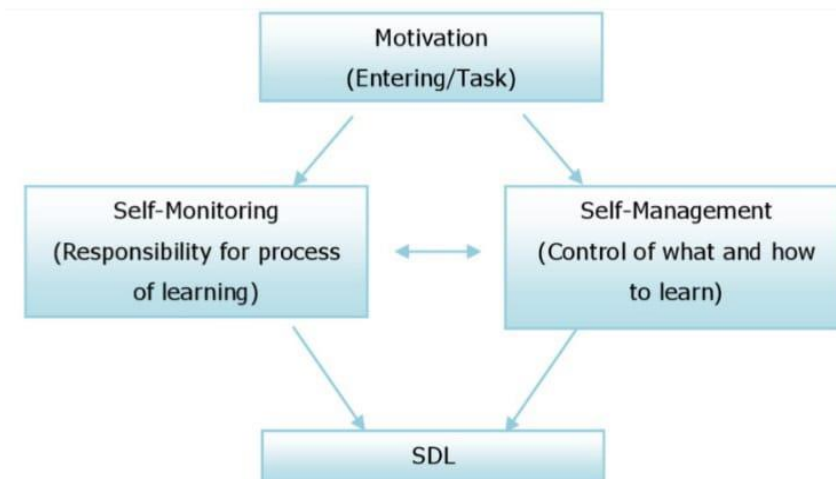 Motivation
(Entering/Task)
Self-Monitoring
(Responsibility for process
of learning)
Self-Management
(Control of what and how
to learn)
SDL